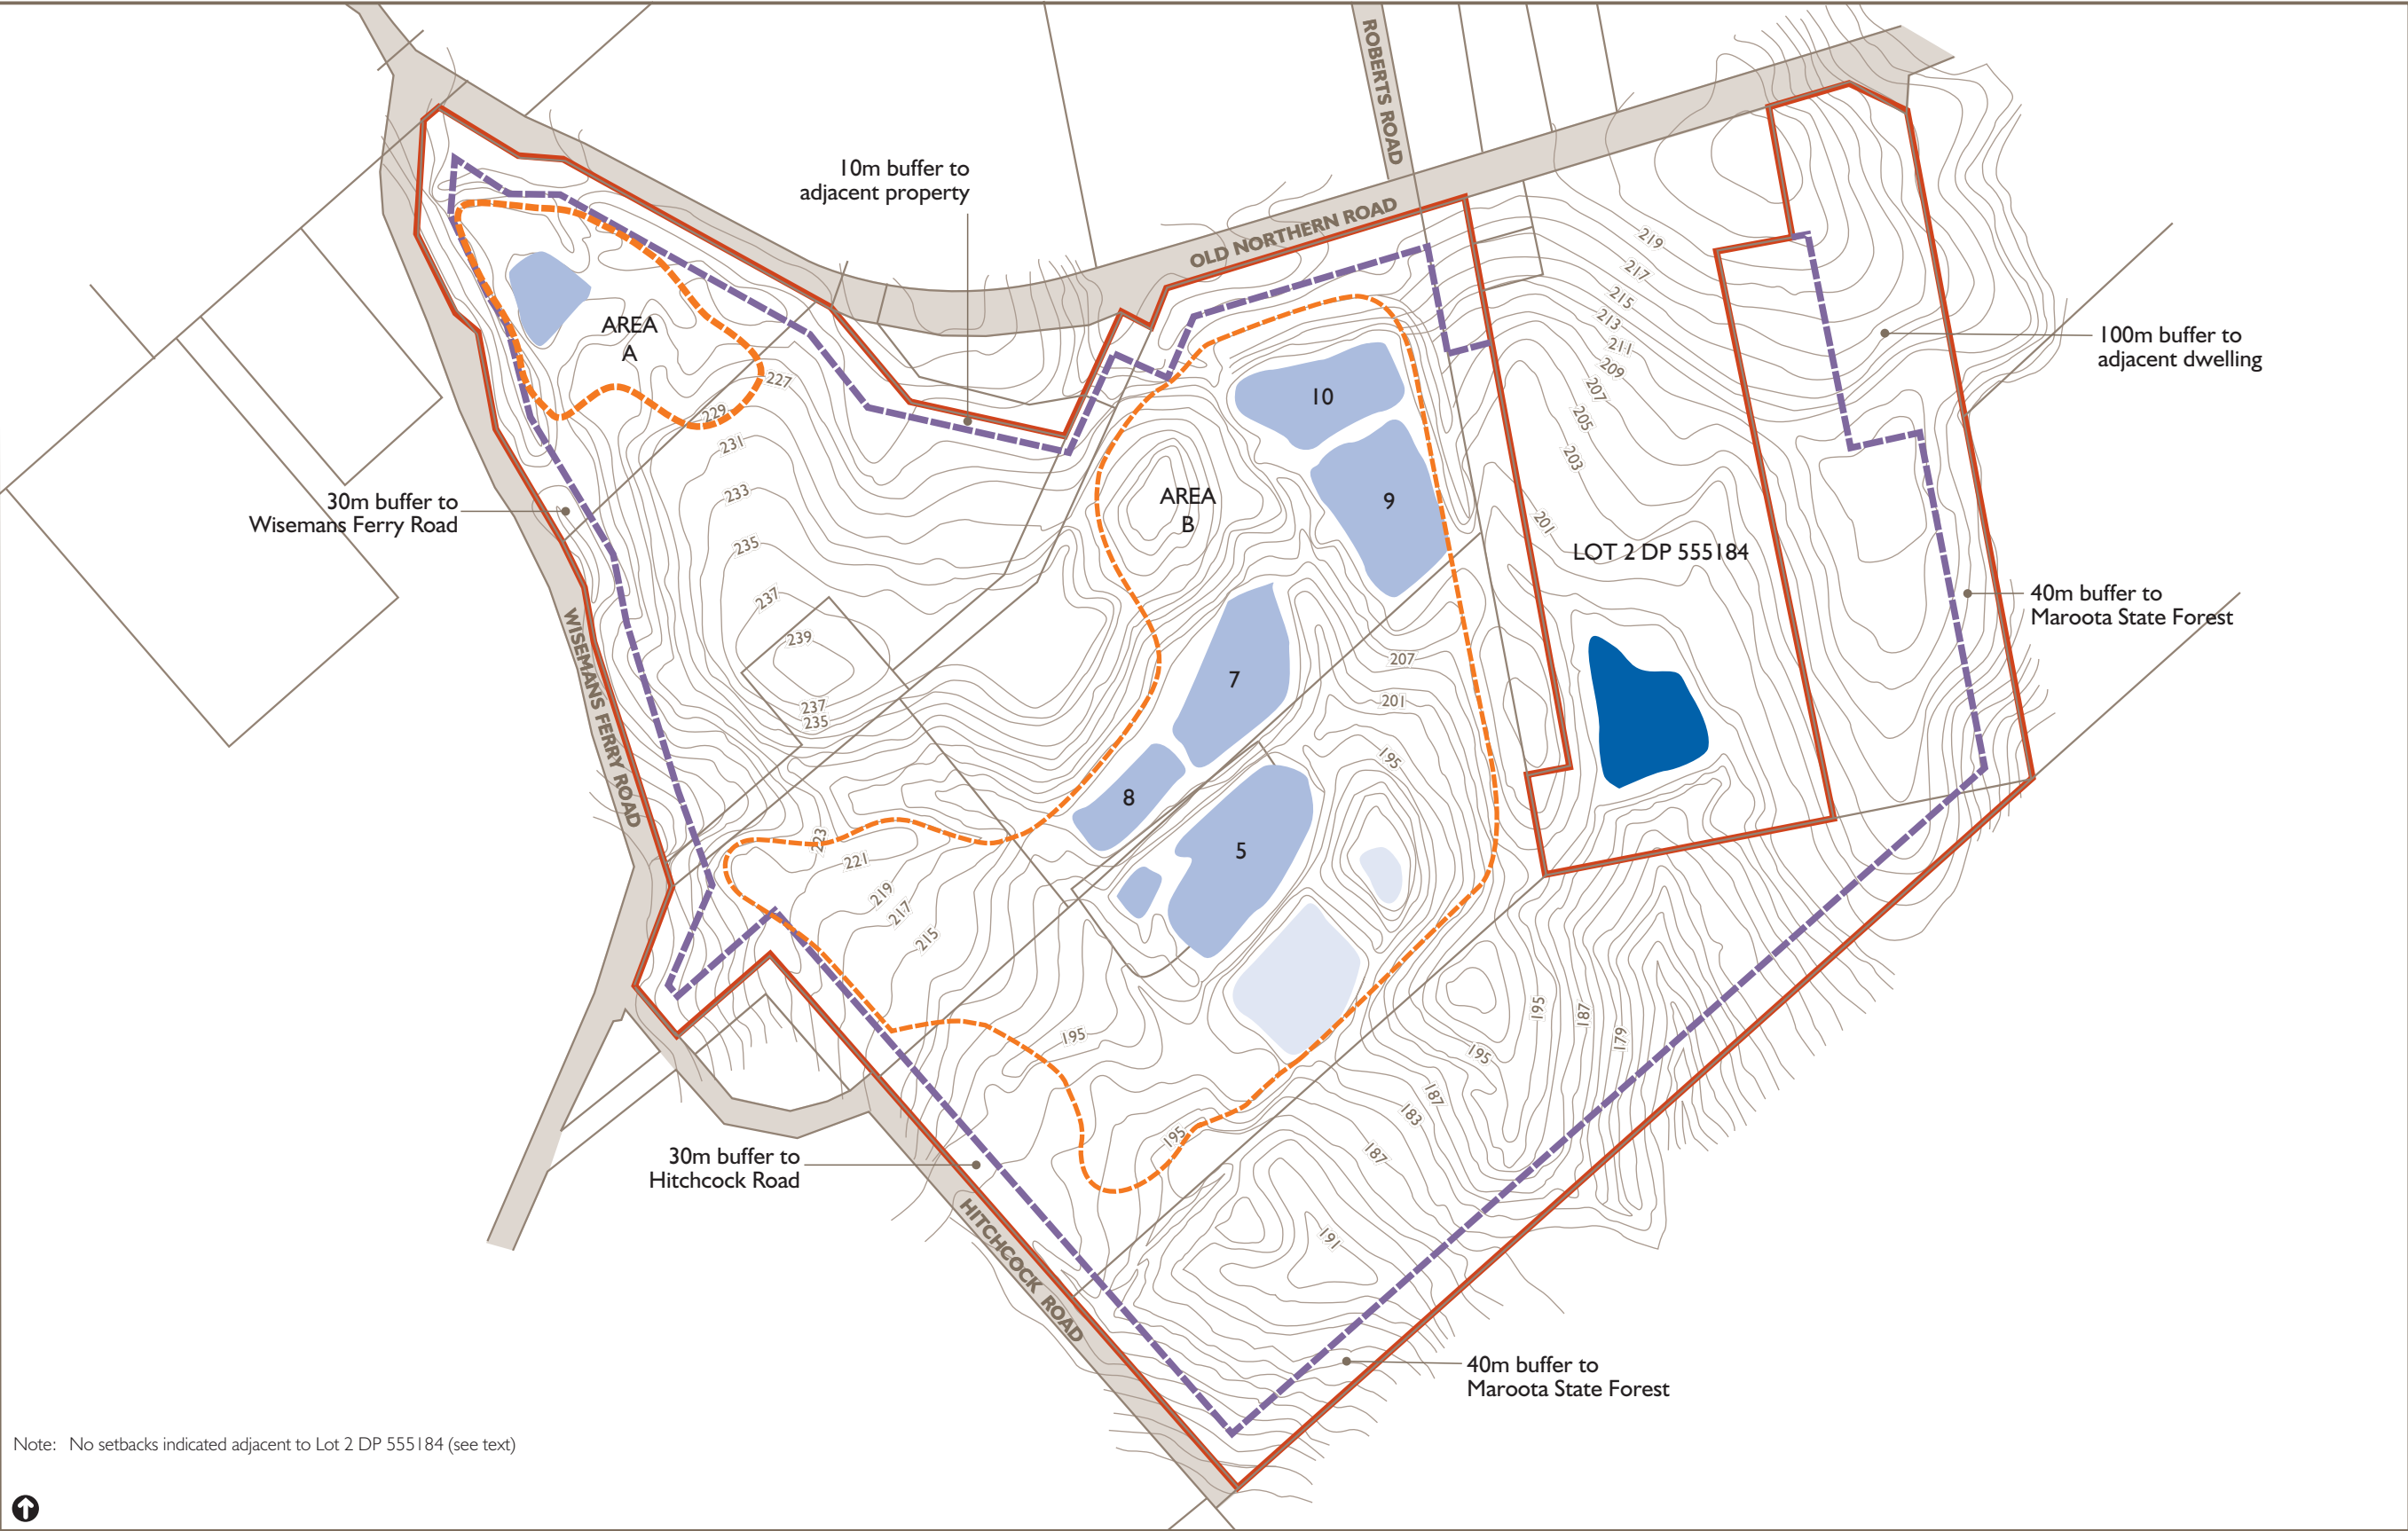 ROBERTS ROAD
10m buffer to
adjacent property
OLD NORTHERN ROAD
219
217
215
213
211
209
207
205
203
201
100m buffer to
adjacent dwelling
AREA
A
227
229
231
233
235
237
239
237
235
10
9
AREA
B
30m buffer to
Wisemans Ferry Road
LOT 2 DP 555184
40m buffer to
Maroota State Forest
WISEMANS FERRY ROAD
7
207
201
195
8
5
223
221
219
217
215
195
195
187
179
195
187
183
187
195
191
30m buffer to
Hitchcock Road
HITCHCOCK ROAD
40m buffer to
Maroota State Forest
Note: No setbacks indicated adjacent to Lot 2 DP 555184 (see text)